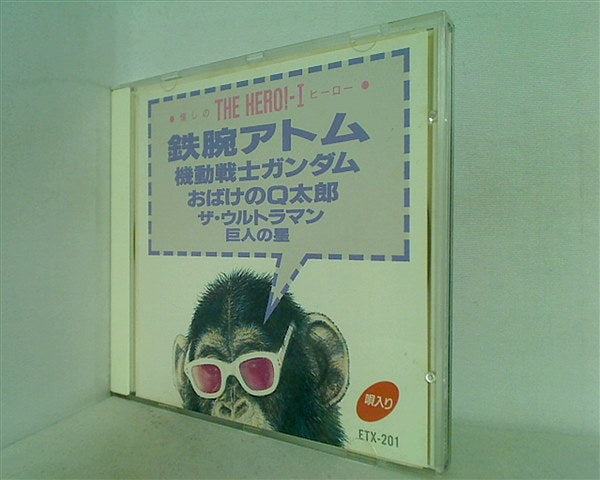 ●懐しの THE HERO!-I ヒーロー●
鉄腕アトム
機動戦士ガンダム
おばけのQ太郎
ザ・ウルトラマン
巨人の星
唄入り
ETX-201